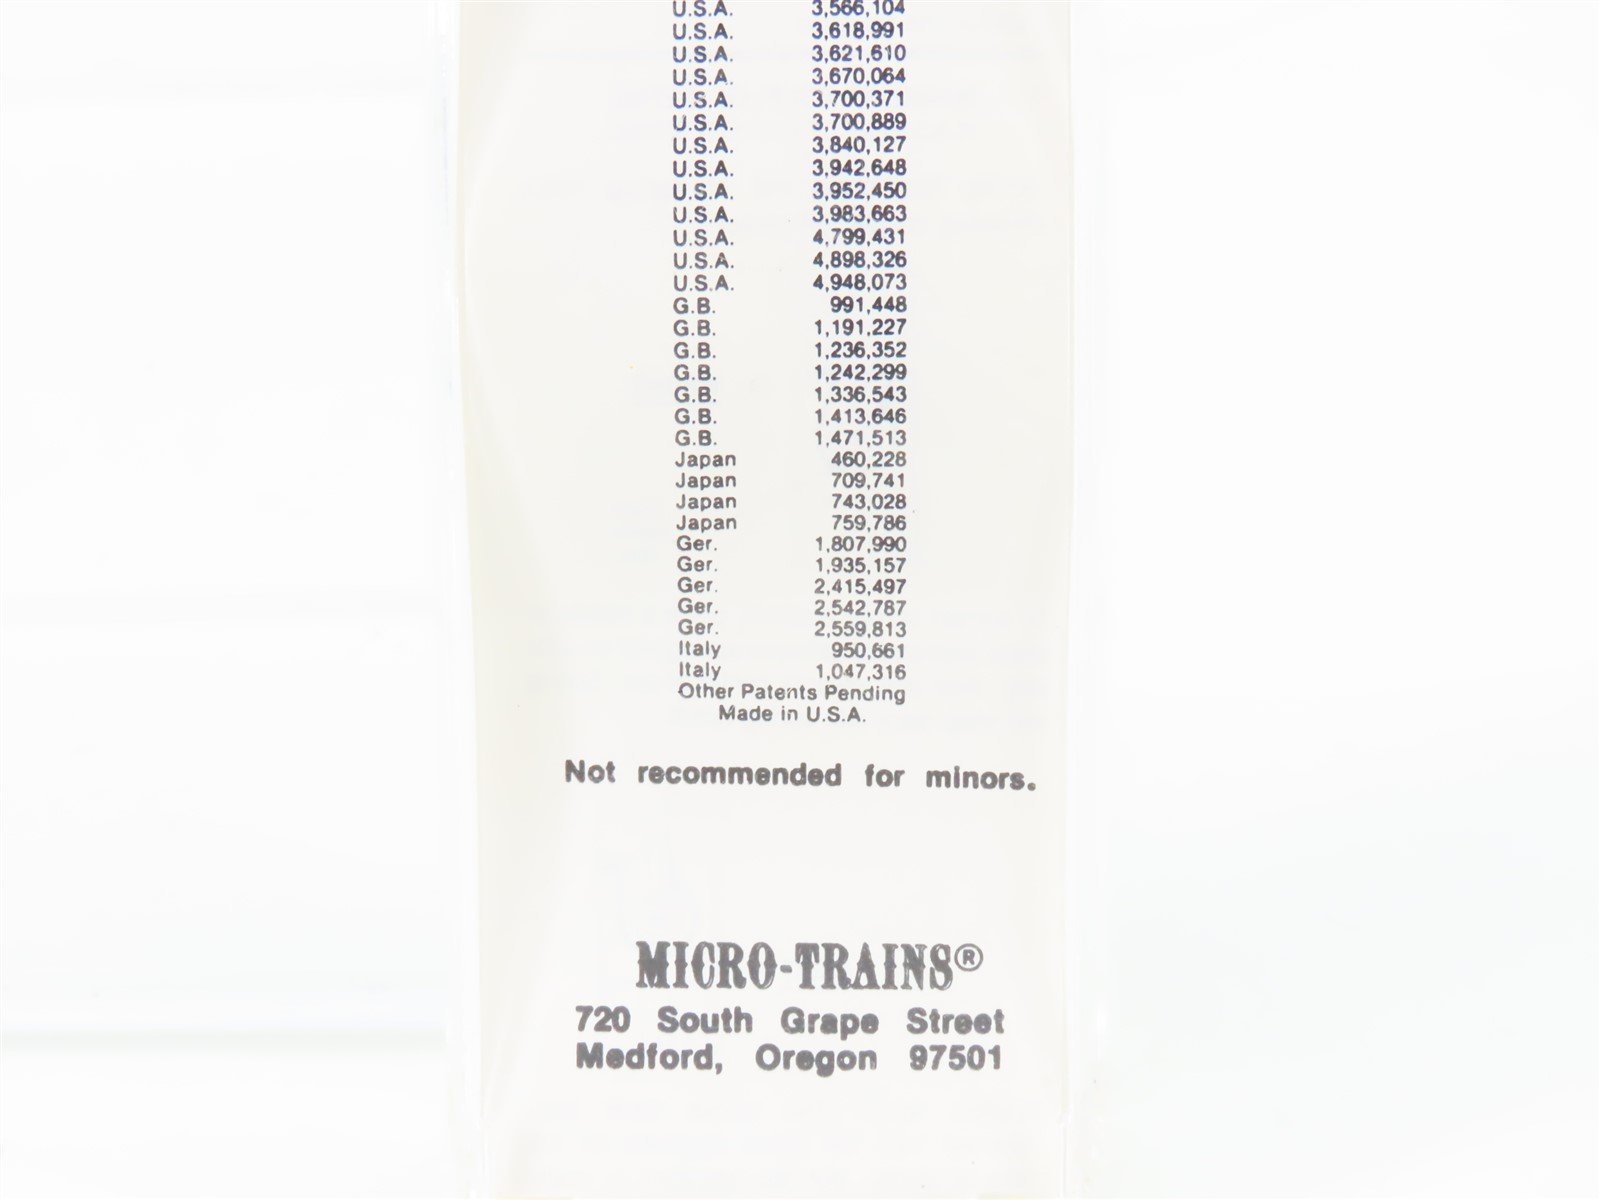 U.S.A. 3,566,104
U.S.A. 3,618,991
U.S.A. 3,621,610
U.S.A. 3,670,064
U.S.A. 3,700,371
U.S.A. 3,700,889
U.S.A. 3,840,127
U.S.A. 3,942,648
U.S.A. 3,952,450
U.S.A. 3,983,663
U.S.A. 4,799,431
U.S.A. 4,898,326
U.S.A. 4,948,073
G.B. 991,448
G.B. 1,191,227
G.B. 1,236,352
G.B. 1,242,299
G.B. 1,336,543
G.B. 1,413,646
G.B. 1,471,513
Japan 460,228
Japan 709,741
Japan 743,028
Japan 759,786
Ger. 1,807,990
Ger. 1,935,157
Ger. 2,415,497
Ger. 2,542,787
Ger. 2,559,813
Italy 950,661
Italy 1,047,316
Other Patents Pending
Made in U.S.A.
Not recommended for minors.
MICRO-TRAINS®
720 South Grape Street
Medford, Oregon 97501